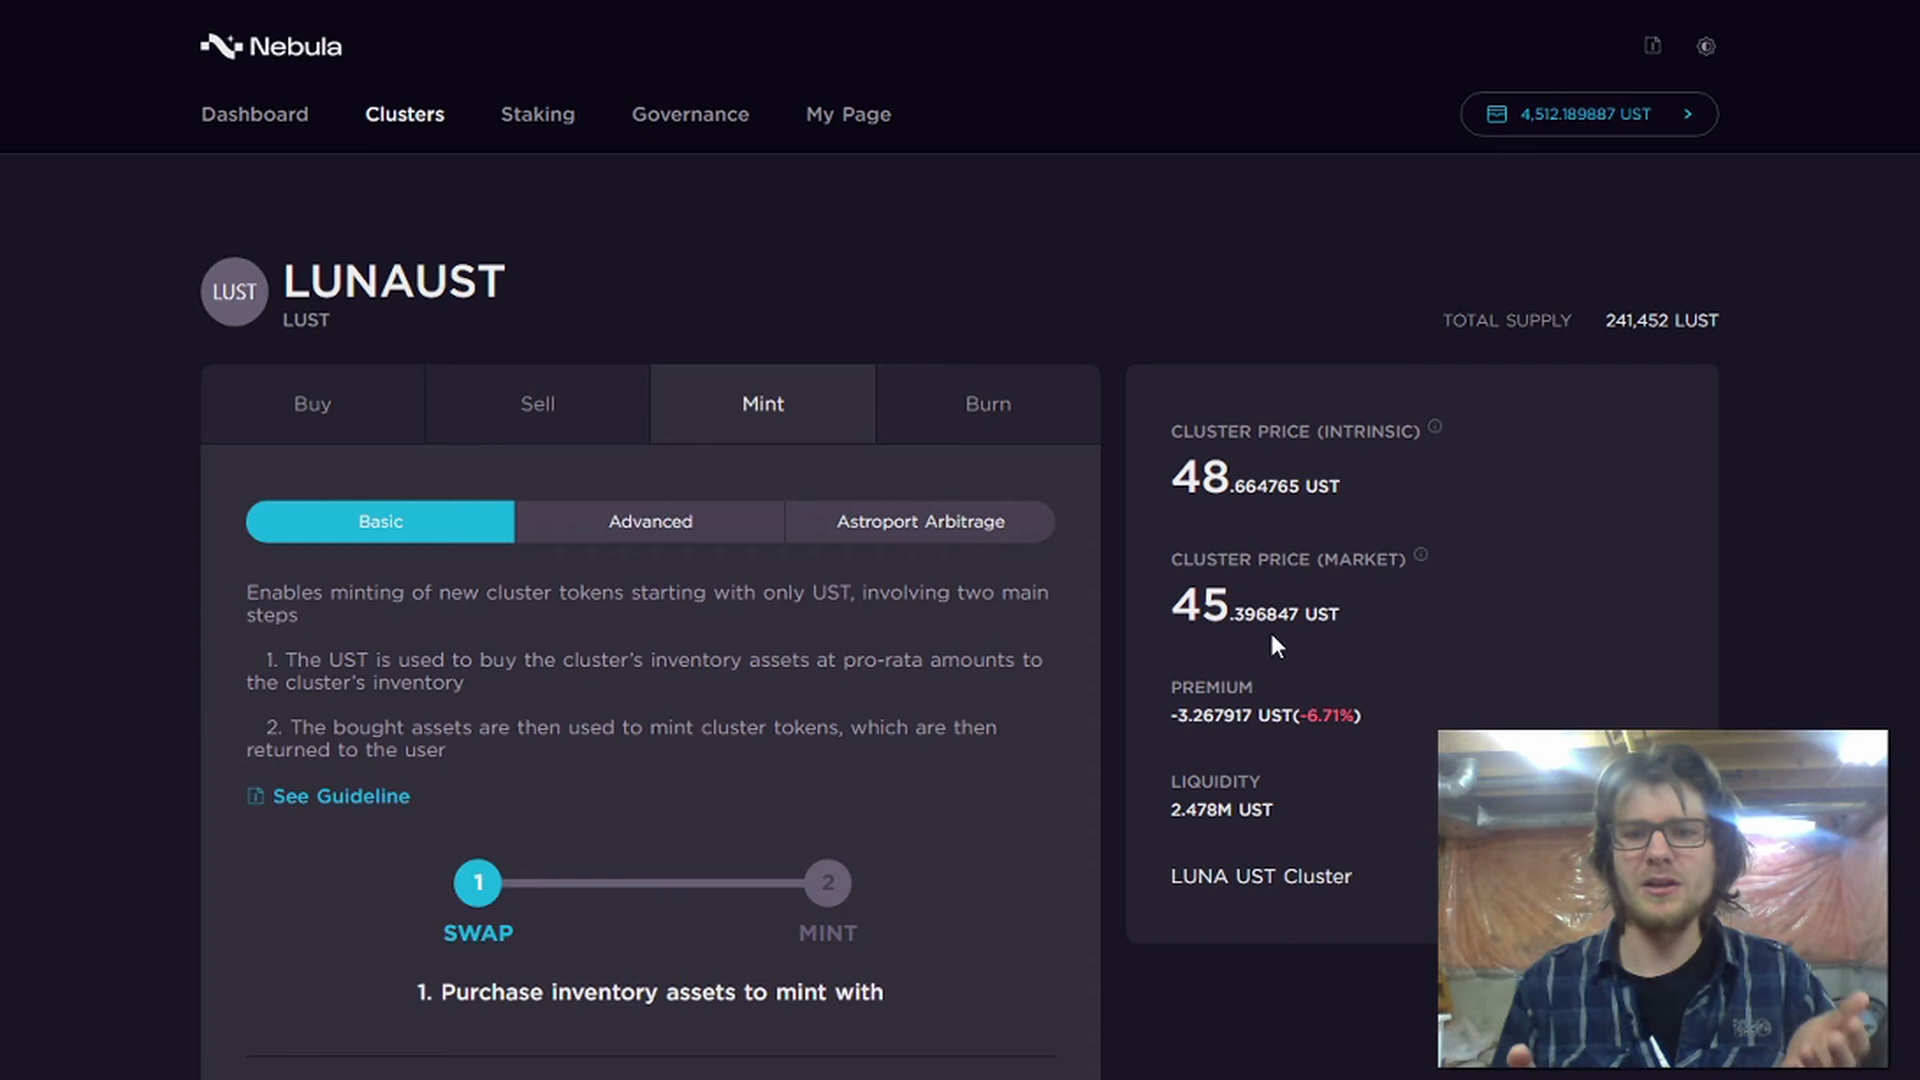 Nebula
Dashboard
Clusters
Staking
Governance
My Page
4,512.189887 UST
LUST
LUNAUST
LUST
TOTAL SUPPLY 241,452 LUST
Buy
Sell
Mint
Burn
Basic
Advanced
Astroport Arbitrage
Enables minting of new cluster tokens starting with only UST, involving two main
steps
1. The UST is used to buy the cluster's inventory assets at pro-rata amounts to
the cluster's inventory
2. The bought assets are then used to mint cluster tokens, which are then
returned to the user
See Guideline
1
2
SWAP
MINT
1. Purchase inventory assets to mint with
CLUSTER PRICE (INTRINSIC)
48.664765 UST
CLUSTER PRICE (MARKET)
45.396847 UST
PREMIUM
-3.267917 UST(-6.71%)
LIQUIDITY
2.478M UST
LUNA UST Cluster